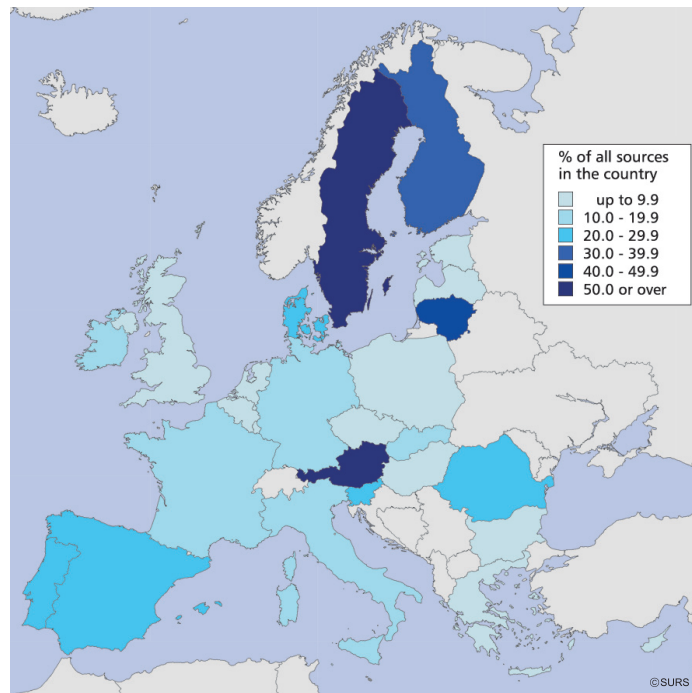 % of all sources
in the country
up to 9.9
10.0 - 19.9
20.0 - 29.9
30.0 - 39.9
40.0 - 49.9
50.0 or over
©SURS